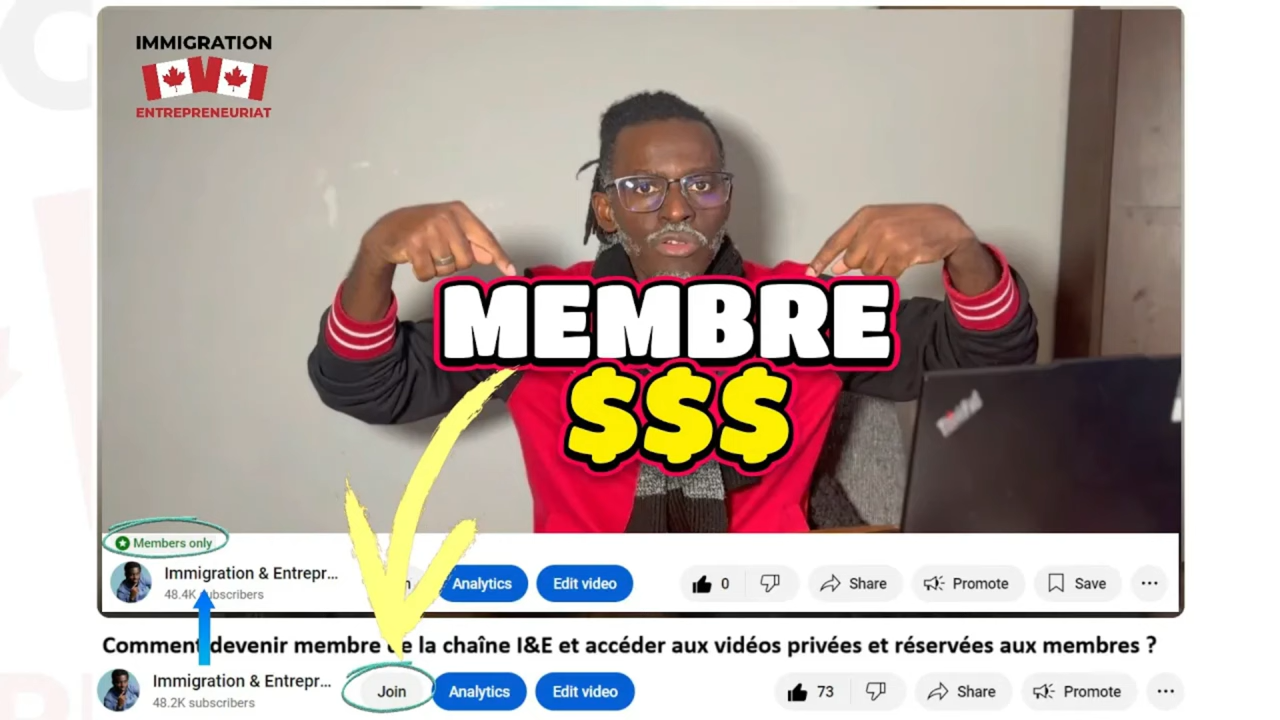 IMMIGRATION
ENTREPRENEURIAT
MEMBRE
$$$
Members only
Immigration & Entrepr...
48.4K subscribers
Analytics
Edit video
0
Share
Promote
Save
Comment devenir membre de la chaîne I&E et accéder aux vidéos privées et réservées aux membres ?
Immigration & Entrepr...
48.2K subscribers
Join
Analytics
Edit video
73
Share
Promote